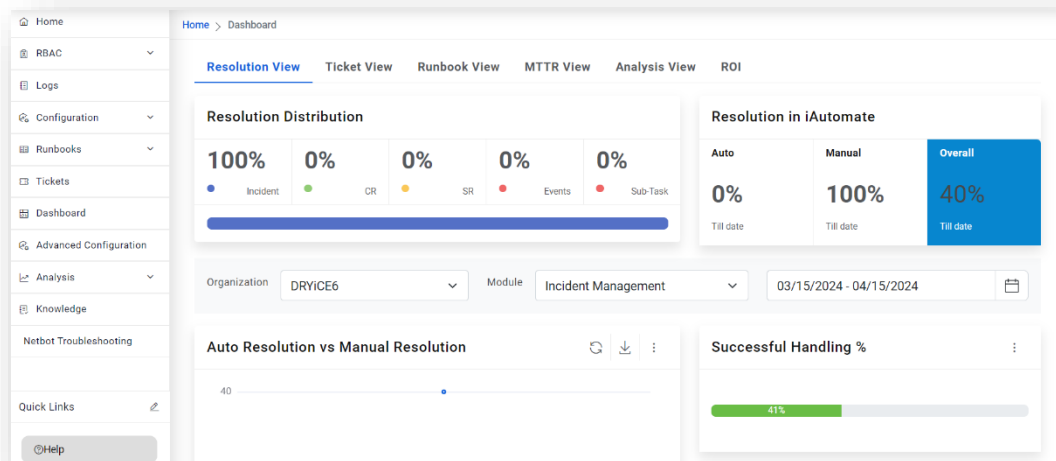 Home
RBAC
Logs
Configuration
Runbooks
Tickets
Dashboard
Advanced Configuration
Analysis
Knowledge
Netbot Troubleshooting
Quick Links
Help
Home > Dashboard
Resolution View Ticket View Runbook View MTTR View Analysis View ROI
Resolution Distribution
100% 0% 0% 0% 0%
Incident CR SR Events Sub-Task
Resolution in iAutomate
Auto Manual Overall
0% 100% 40%
Till date Till date Till date
Organization DRYiCE6 Module Incident Management 03/15/2024 - 04/15/2024
Auto Resolution vs Manual Resolution
40
Successful Handling %
41%